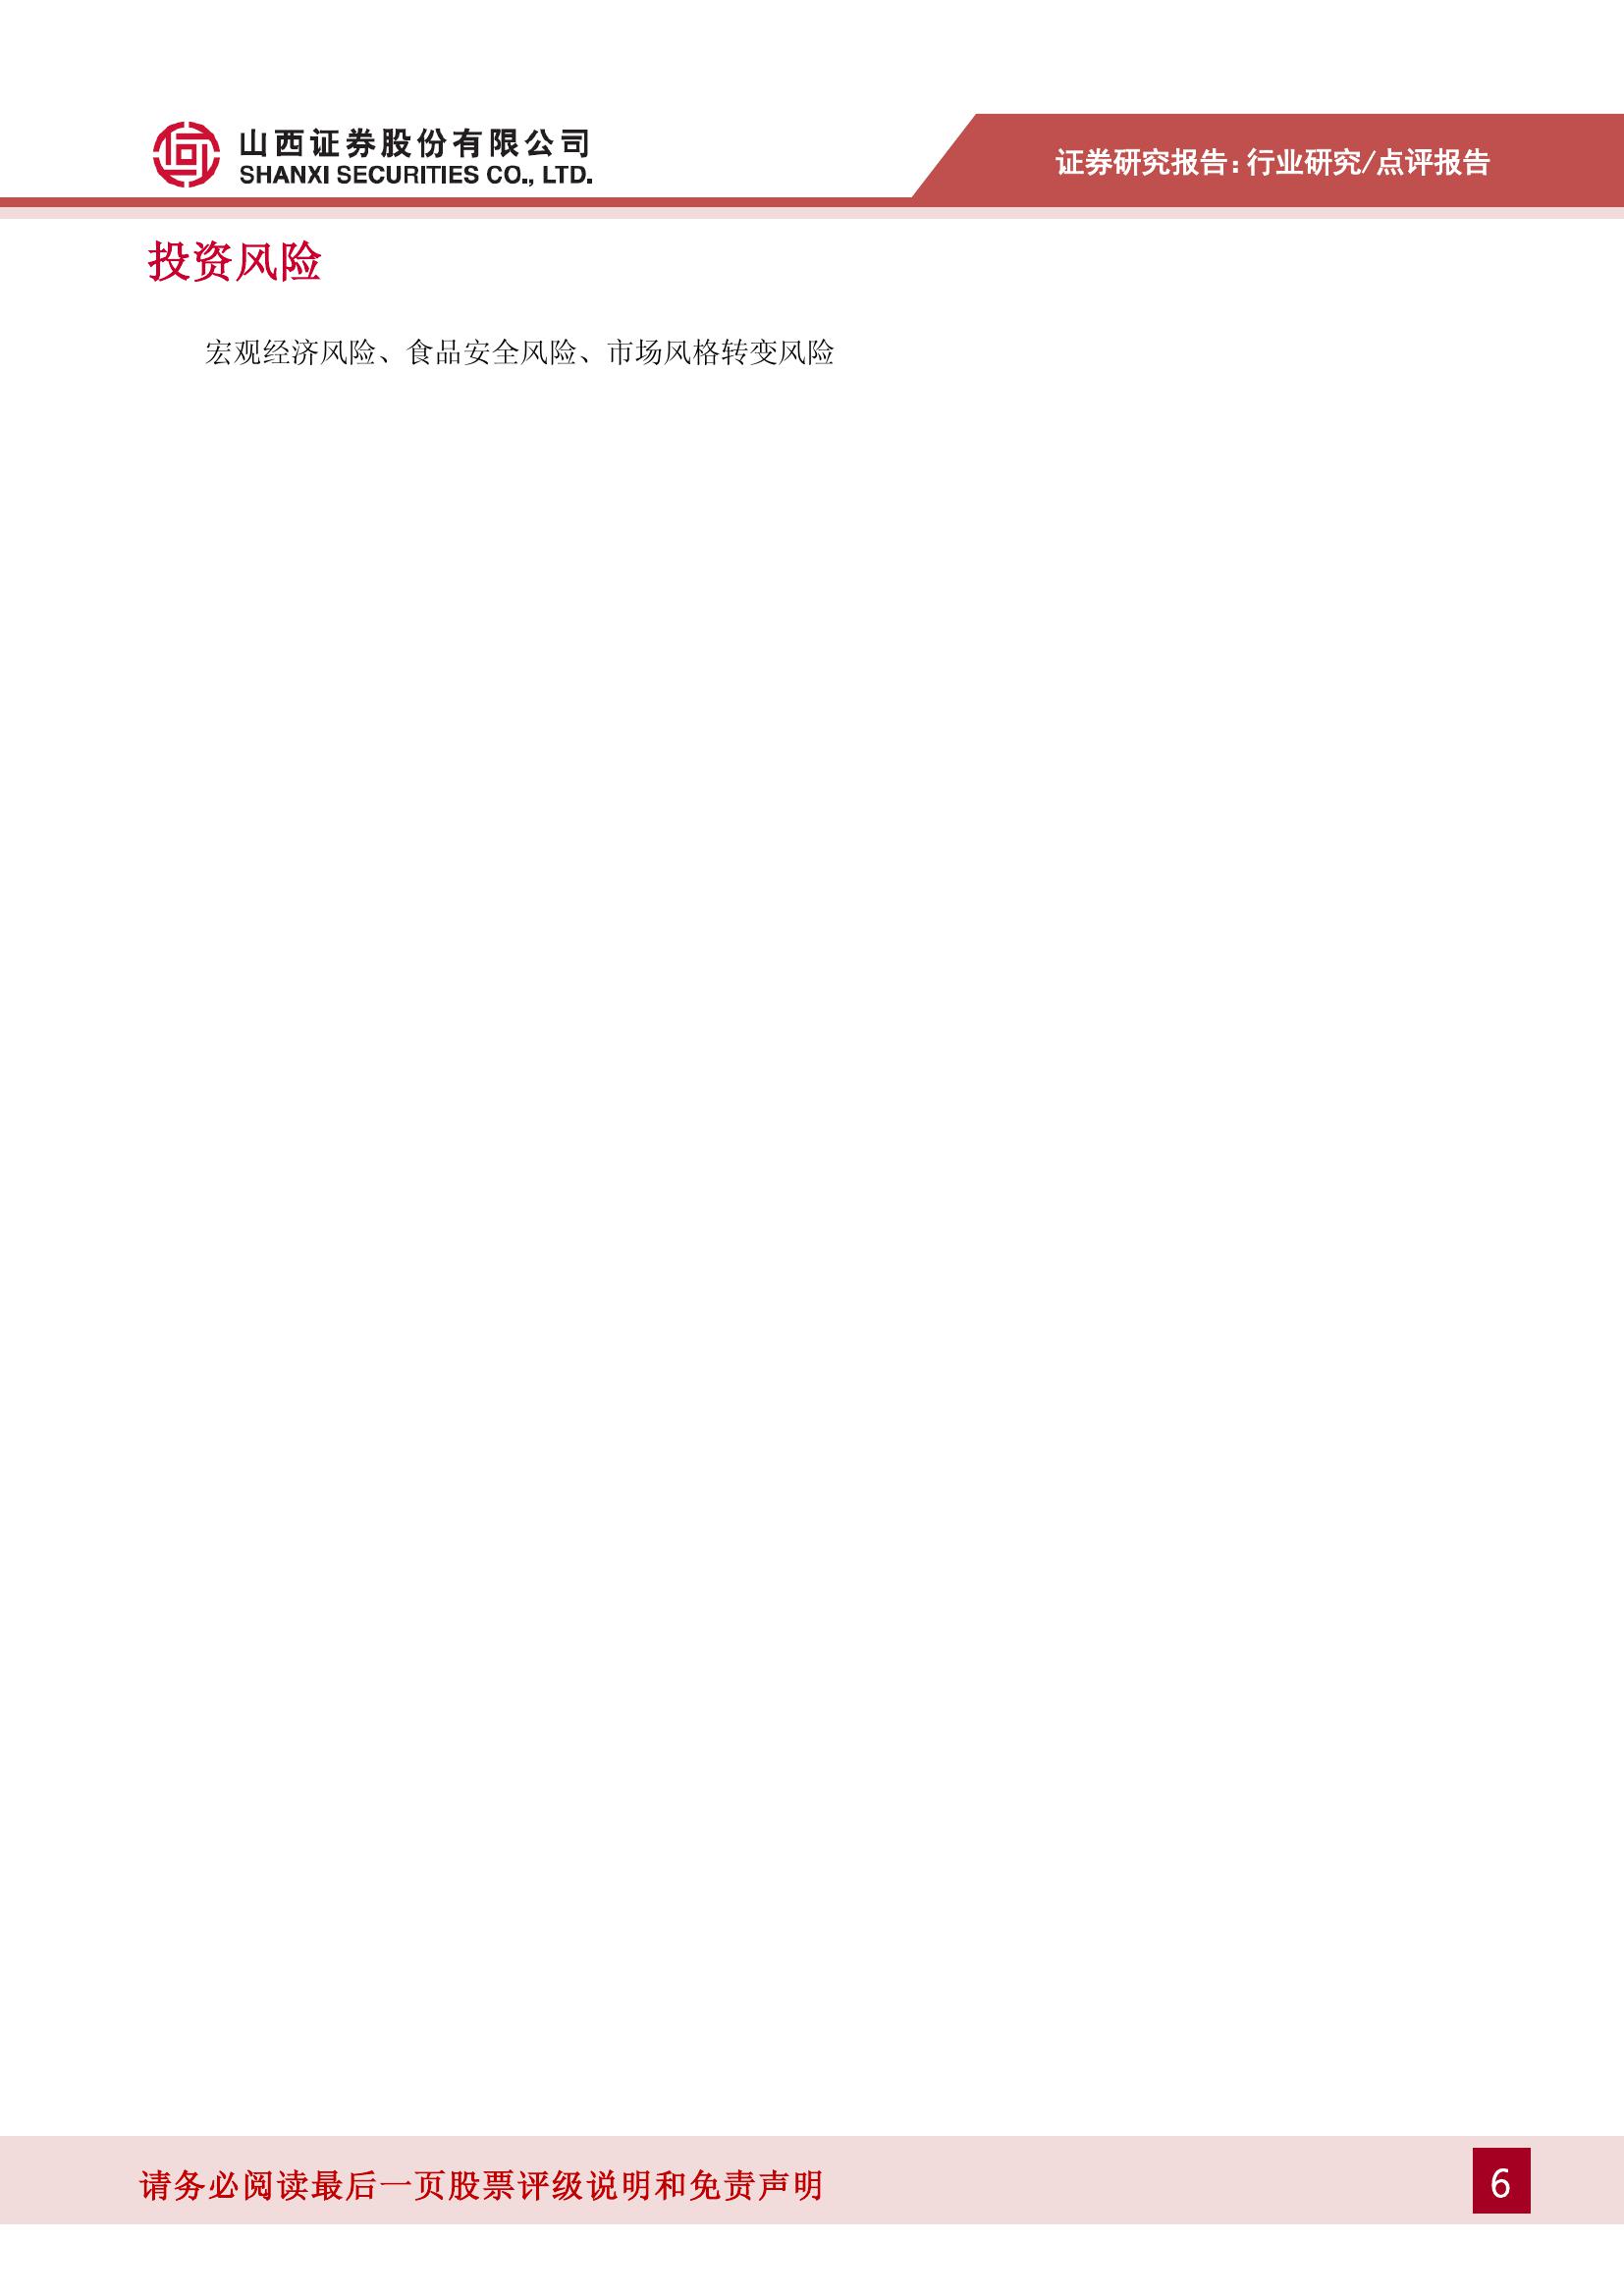 山西证券股份有限公司
SHANXI SECURITIES CO., LTD.
证券研究报告：行业研究/点评报告
投资风险
宏观经济风险、食品安全风险、市场风格转变风险
请务必阅读最后一页股票评级说明和免责声明
6